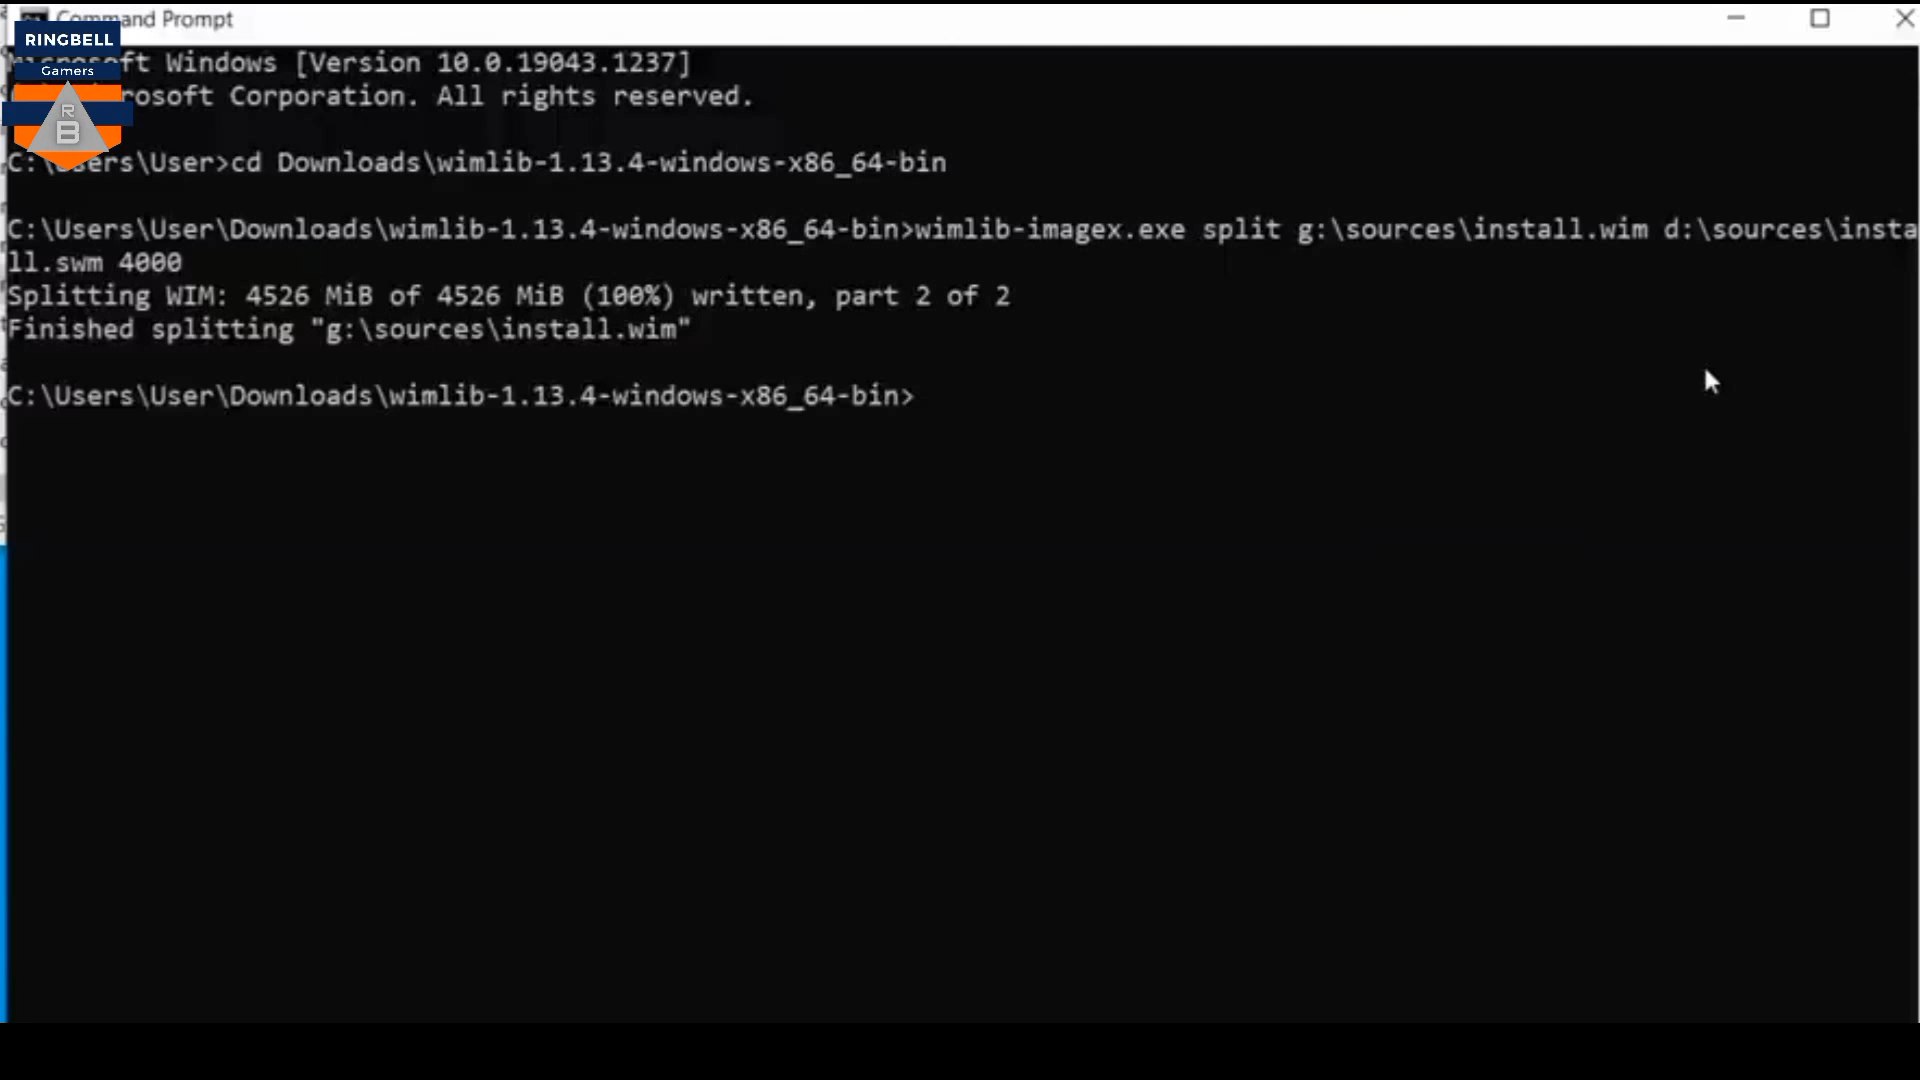 Command Prompt
RINGBELL
Gamers
R
B
Microsoft Windows [Version 10.0.19043.1237]
rosoft Corporation. All rights reserved.
C:\Users\User>cd Downloads\wimlib-1.13.4-windows-x86_64-bin
C:\Users\User\Downloads\wimlib-1.13.4-windows-x86_64-bin>wimlib-imagex.exe split g:\sources\install.wim d:\sources\insta
ll.swm 4000
Splitting WIM: 4526 MiB of 4526 MiB (100%) written, part 2 of 2
Finished splitting "g:\sources\install.wim"
C:\Users\User\Downloads\wimlib-1.13.4-windows-x86_64-bin>